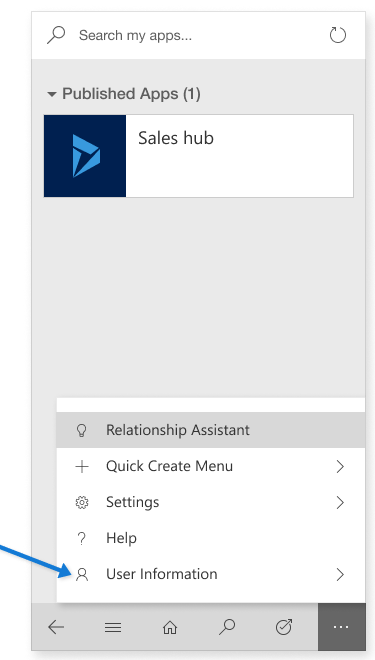 Search my apps...
Published Apps (1)
Sales hub
Relationship Assistant
Quick Create Menu
Settings
Help
User Information